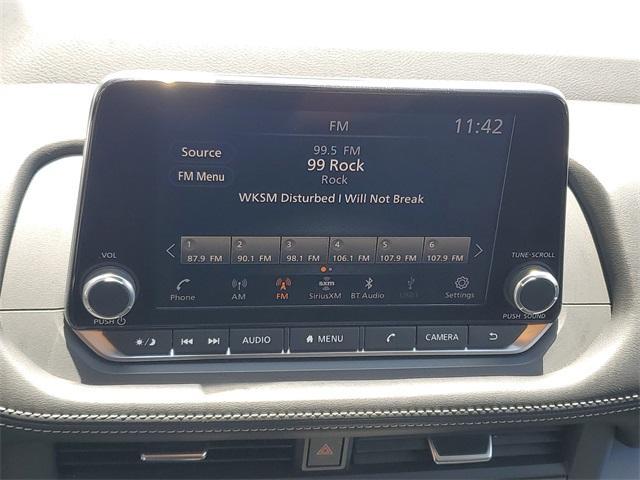 FM 11:42
Source
FM Menu
99.5 FM
99 Rock
Rock
WKSM Disturbed I Will Not Break
1 2 3 4 5 6
87.9 FM 90.1 FM 98.1 FM 106.1 FM 107.9 FM 107.9 FM
VOL
TUNE·SCROLL
Phone AM FM SiriusXM BT Audio USB1 Settings
sxm
PUSH
PUSH SOUND
AUDIO MENU CAMERA